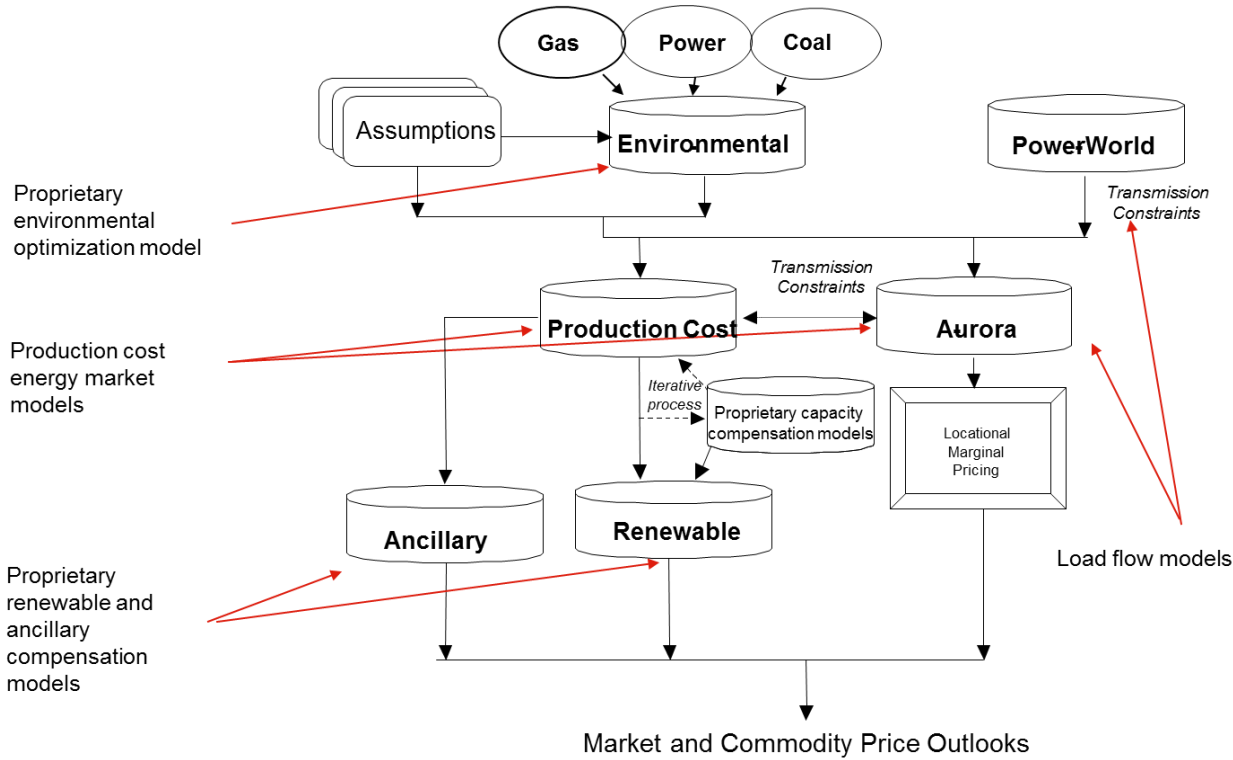 Gas
Power
Coal
Assumptions
Environmental
PowerWorld
Proprietary
environmental
optimization model
Transmission
Constraints
Transmission
Constraints
Production Cost
Aurora
Production cost
energy market
models
Iterative
process
Proprietary capacity
compensation models
Locational
Marginal
Pricing
Ancillary
Renewable
Load flow models
Proprietary
renewable and
ancillary
compensation
models
Market and Commodity Price Outlooks